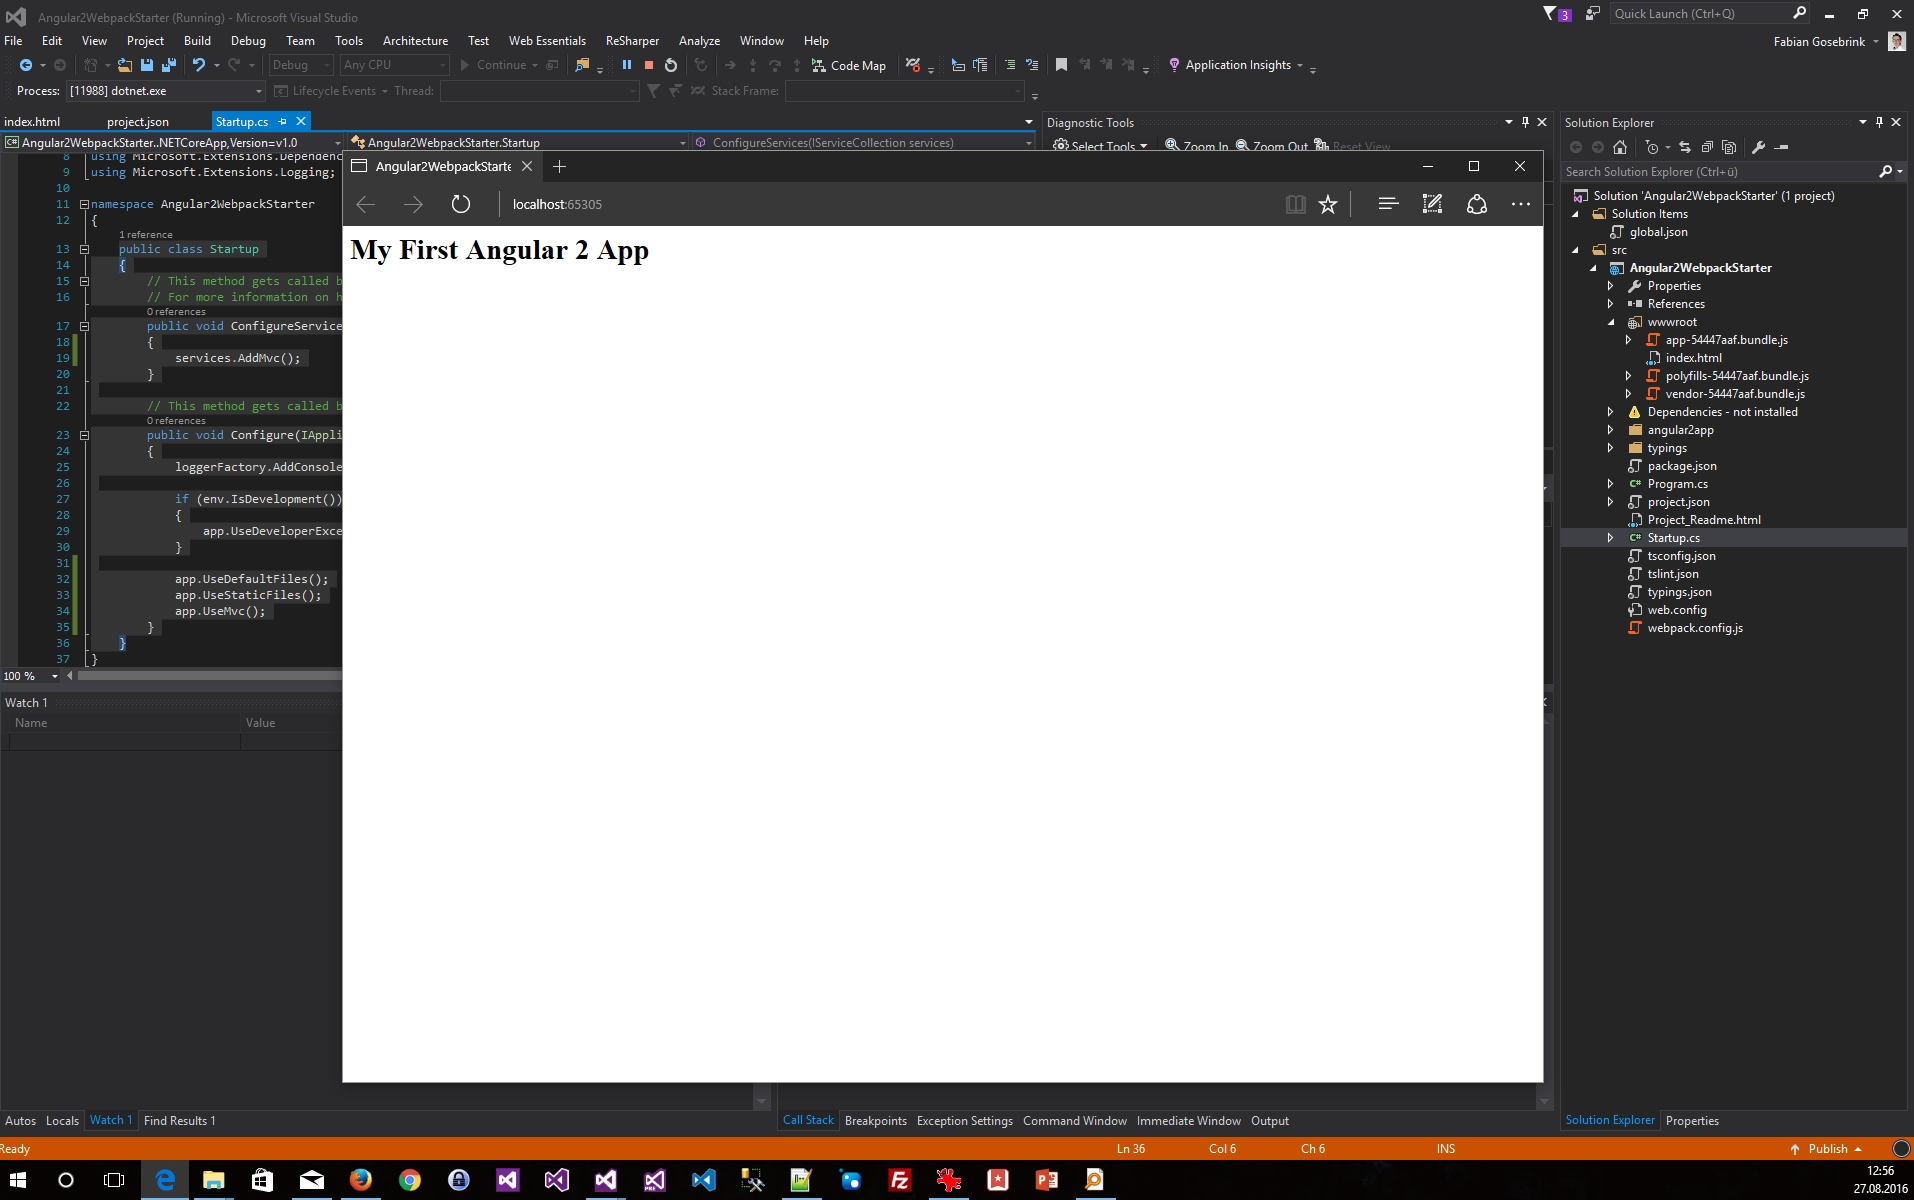 Angular2WebpackStarter (Running) - Microsoft Visual Studio
3
Quick Launch (Ctrl+Q)
File Edit View Project Build Debug Team Tools Architecture Test Web Essentials ReSharper Analyze Window Help
Fabian Gosebrink
Debug Any CPU Continue Code Map Application Insights
Process: [11988] dotnet.exe Lifecycle Events Thread: Stack Frame:
index.html project.json Startup.cs
Angular2WebpackStarter..NETCoreApp,Version=v1.0 Angular2WebpackStarter.Startup ConfigureServices(IServiceCollection services)
8 using Microsoft.Extensions.Dependenc
9 using Microsoft.Extensions.Logging;
10
11 namespace Angular2WebpackStarter
12 {
1 reference
13 public class Startup
14 {
15 // This method gets called b
16 // For more information on h
0 references
17 public void ConfigureService
18 {
19 services.AddMvc();
20 }
21
22 // This method gets called b
0 references
23 public void Configure(IAppli
24 {
25 loggerFactory.AddConsole
26
27 if (env.IsDevelopment())
28 {
29 app.UseDeveloperExce
30 }
31
32 app.UseDefaultFiles();
33 app.UseStaticFiles();
34 app.UseMvc();
35 }
36 }
37 }
100 %
Watch 1
Name Value
Diagnostic Tools
Select Tools Zoom In Zoom Out Reset View
Angular2WebpackStarte
localhost:65305
My First Angular 2 App
Solution Explorer
Search Solution Explorer (Ctrl+ü)
Solution 'Angular2WebpackStarter' (1 project)
Solution Items
global.json
src
Angular2WebpackStarter
Properties
References
wwwroot
app-54447aaf.bundle.js
index.html
polyfills-54447aaf.bundle.js
vendor-54447aaf.bundle.js
Dependencies - not installed
angular2app
typings
package.json
C# Program.cs
project.json
Project_Readme.html
C# Startup.cs
tsconfig.json
tslint.json
typings.json
web.config
webpack.config.js
Autos Locals Watch 1 Find Results 1
Call Stack Breakpoints Exception Settings Command Window Immediate Window Output
Solution Explorer Properties
Ready
Ln 36 Col 6 Ch 6 INS
Publish
12:56
27.08.2016